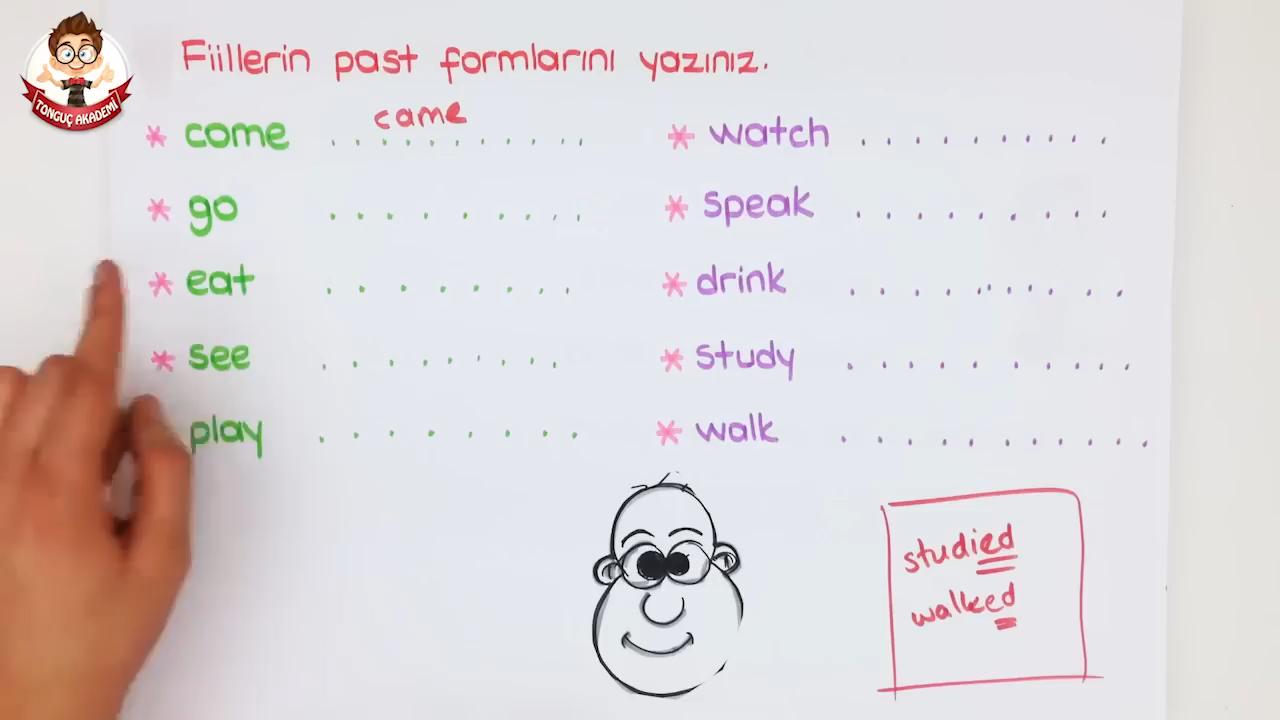 TONGUÇ AKADEMİ
Fiillerin past formlarını yazınız.
* come .......... came
* go .........
* eat ........
* see .........
play ........
* watch .........
* speak ........
* drink ..........
* study .........
* walk ..........
studied
walked